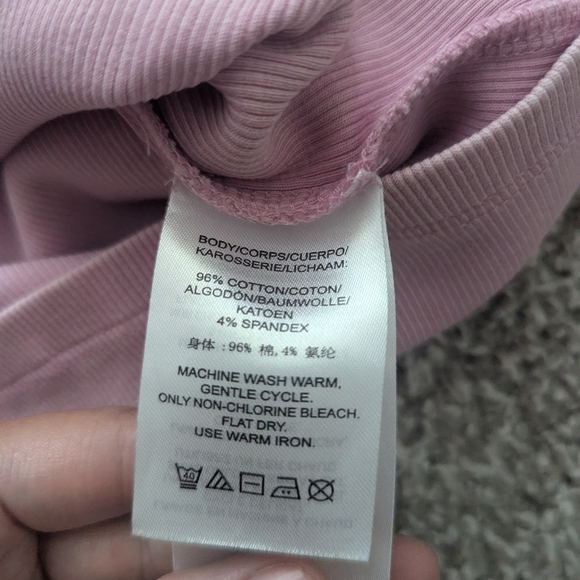 BODY/CORPS/CUERPO/
KAROSSERIE/LICHAAM:
96% COTTON/COTON/
ALGODÓN/BAUMWOLLE/
KATOEN
4% SPANDEX
身体 :96% 棉,4% 氨纶
MACHINE WASH WARM,
GENTLE CYCLE.
ONLY NON-CHLORINE BLEACH.
FLAT DRY.
USE WARM IRON.
40